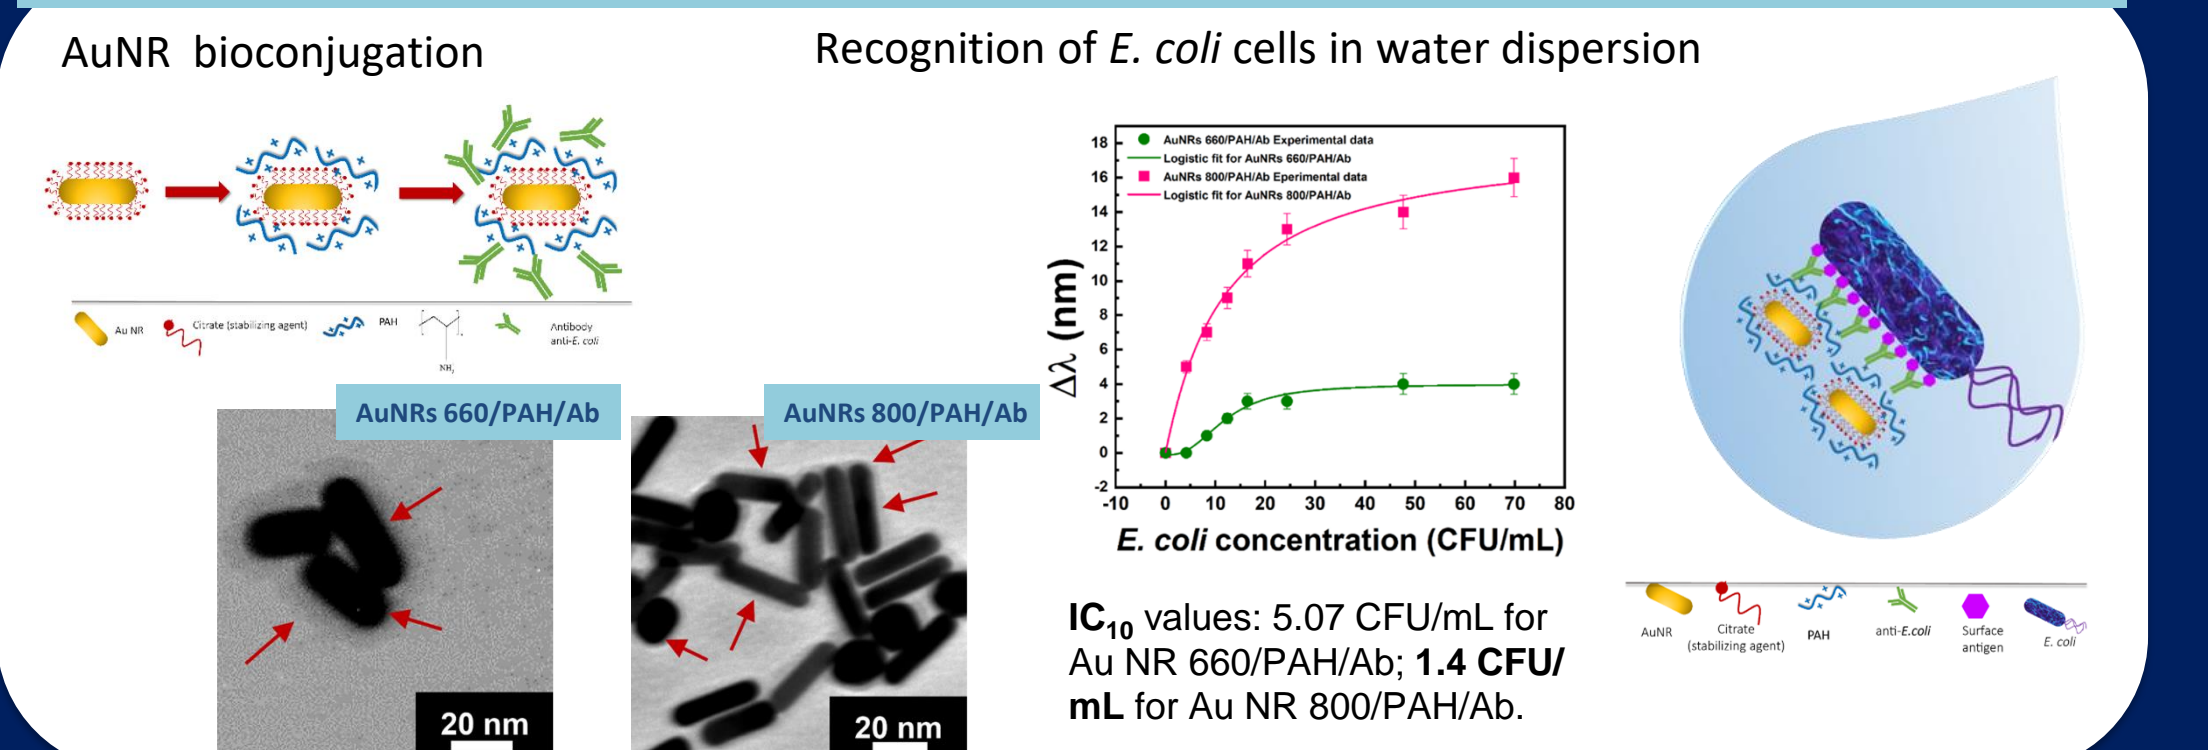 AuNR bioconjugation
Recognition of E. coli cells in water dispersion
Au NR
Citrate (stabilizing agent)
PAH
n
NH2
Antibody
anti-E. coli
AuNRs 660/PAH/Ab
AuNRs 800/PAH/Ab
20 nm
20 nm
AuNRs 660/PAH/Ab Experimental data
Logistic fit for AuNRs 660/PAH/Ab
AuNRs 800/PAH/Ab Eperimental data
Logistic fit for AuNRs 800/PAH/Ab
Δλ (nm)
18
16
14
12
10
8
6
4
2
0
-2
-10 0 10 20 30 40 50 60 70 80
E. coli concentration (CFU/mL)
IC10 values: 5.07 CFU/mL for
Au NR 660/PAH/Ab; 1.4 CFU/
mL for Au NR 800/PAH/Ab.
AuNR
Citrate
(stabilizing agent)
PAH
anti-E.coli
Surface
antigen
E. coli